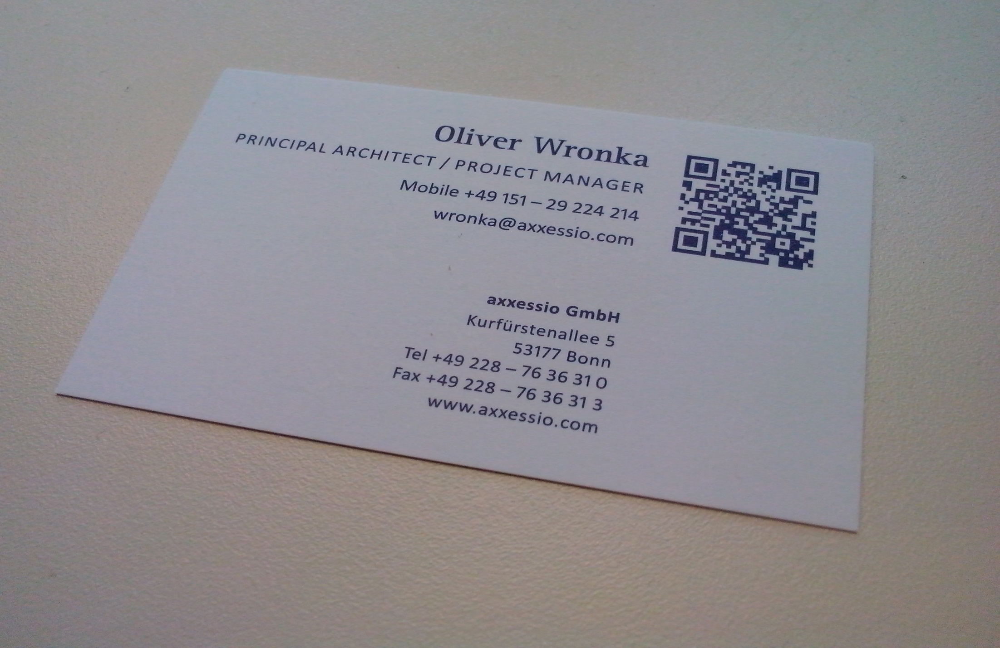 Oliver Wronka
PRINCIPAL ARCHITECT / PROJECT MANAGER
Mobile +49 151 – 29 224 214
wronka@axxessio.com
axxessio GmbH
Kurfürstenallee 5
53177 Bonn
Tel +49 228 – 76 36 31 0
Fax +49 228 – 76 36 31 3
www.axxessio.com